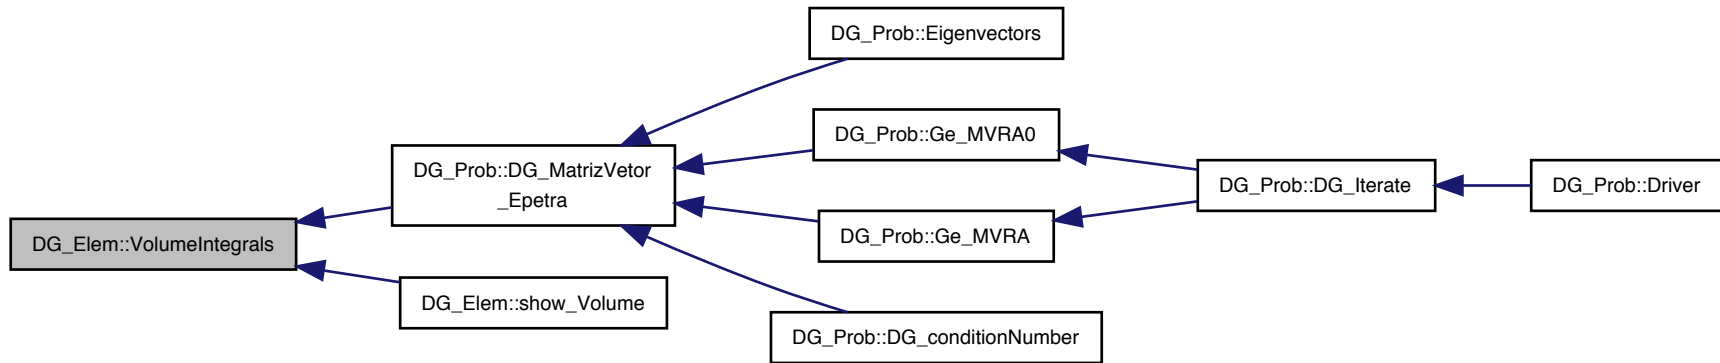 DG_Elem::VolumeIntegrals
DG_Prob::DG_MatrizVetor
_Epetra
DG_Elem::show_Volume
DG_Prob::Eigenvectors
DG_Prob::Ge_MVRA0
DG_Prob::Ge_MVRA
DG_Prob::DG_conditionNumber
DG_Prob::DG_Iterate
DG_Prob::Driver